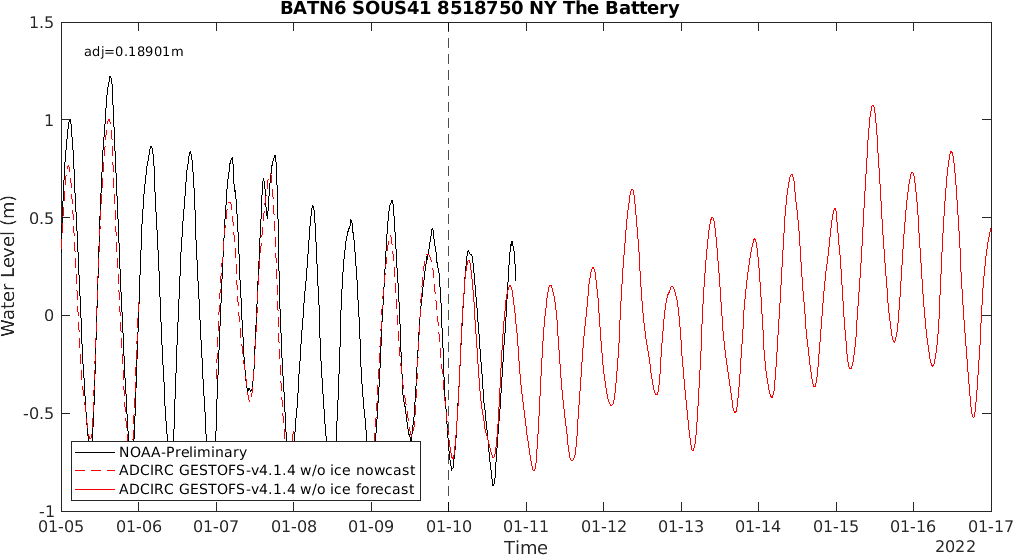 BATN6 SOUS41 8518750 NY The Battery
adj=0.18901m
1.5
1
0.5
0
-0.5
-1
Water Level (m)
NOAA-Preliminary
ADCIRC GESTOFS-v4.1.4 w/o ice nowcast
ADCIRC GESTOFS-v4.1.4 w/o ice forecast
01-05 01-06 01-07 01-08 01-09 01-10 01-11 01-12 01-13 01-14 01-15 01-16 01-17
Time
2022